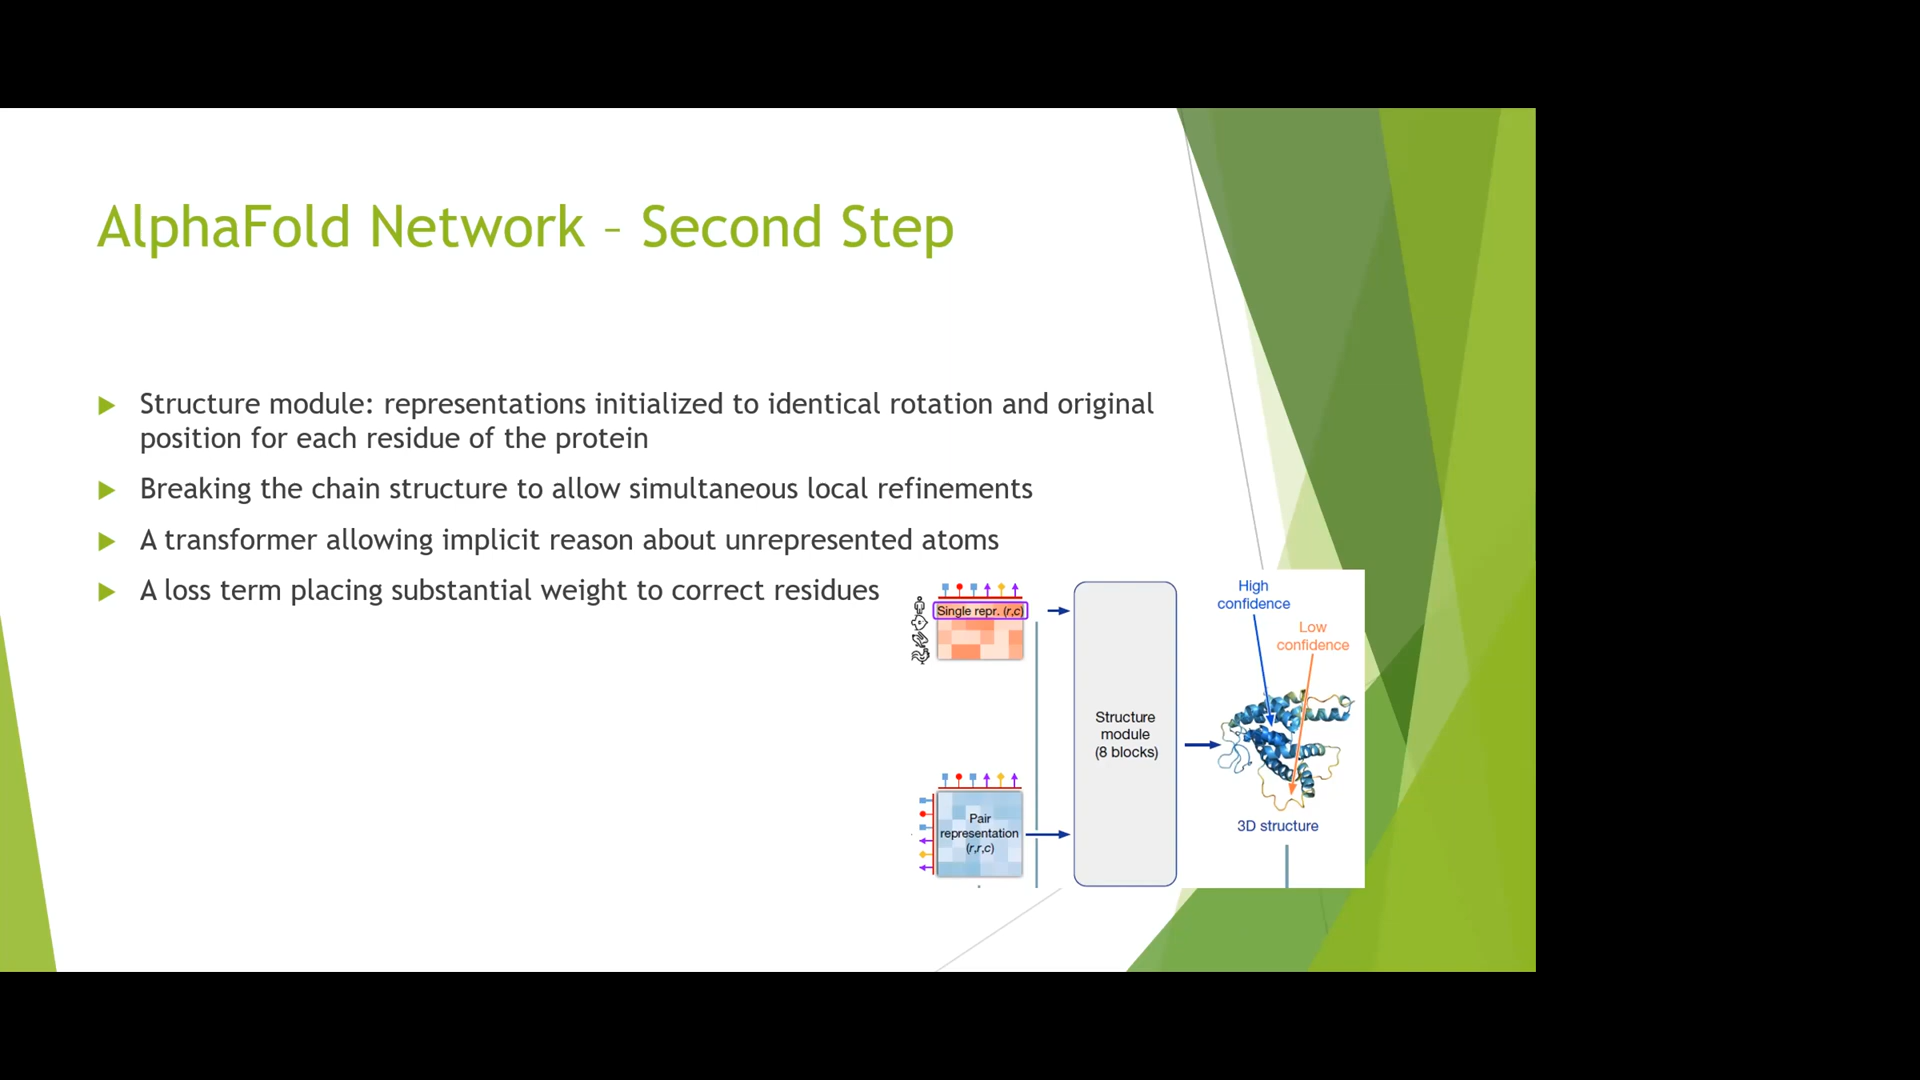 AlphaFold Network – Second Step
Structure module: representations initialized to identical rotation and original
position for each residue of the protein
Breaking the chain structure to allow simultaneous local refinements
A transformer allowing implicit reason about unrepresented atoms
A loss term placing substantial weight to correct residues
Single repr. (r,c)
Pair
representation
(r,r,c)
Structure
module
(8 blocks)
High
confidence
Low
confidence
3D structure